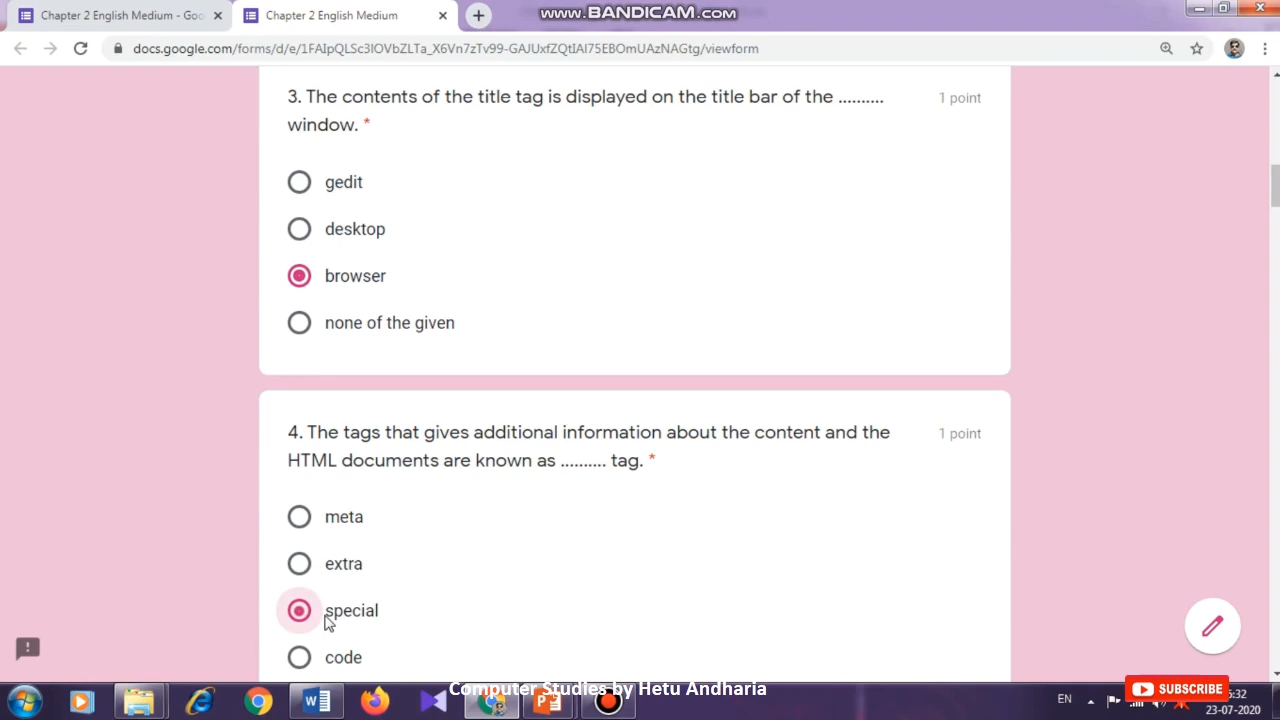 www.BANDICAM.com
Chapter 2 English Medium - Goo
Chapter 2 English Medium
docs.google.com/forms/d/e/1FAIpQLSc3IOVbZLTa_X6Vn7zTv99-GAJUxfZQtIAI75EBOmUAzNAGtg/viewform
3. The contents of the title tag is displayed on the title bar of the ..........
window. *
1 point
gedit
desktop
browser
none of the given
4. The tags that gives additional information about the content and the
HTML documents are known as .......... tag. *
1 point
meta
extra
special
code
Computer Studies by Hetu Andharia
EN
SUBSCRIBE
5:32
23-07-2020